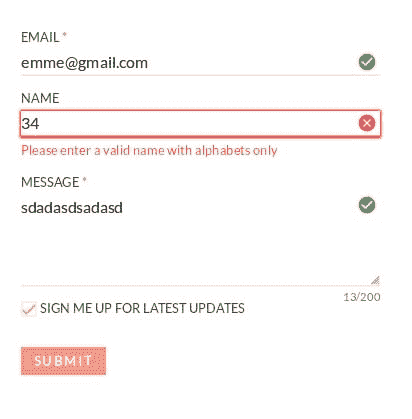 EMAIL *
emme@gmail.com
NAME
34
Please enter a valid name with alphabets only
MESSAGE *
sdadasdsadasd
13/200
SIGN ME UP FOR LATEST UPDATES
SUBMIT